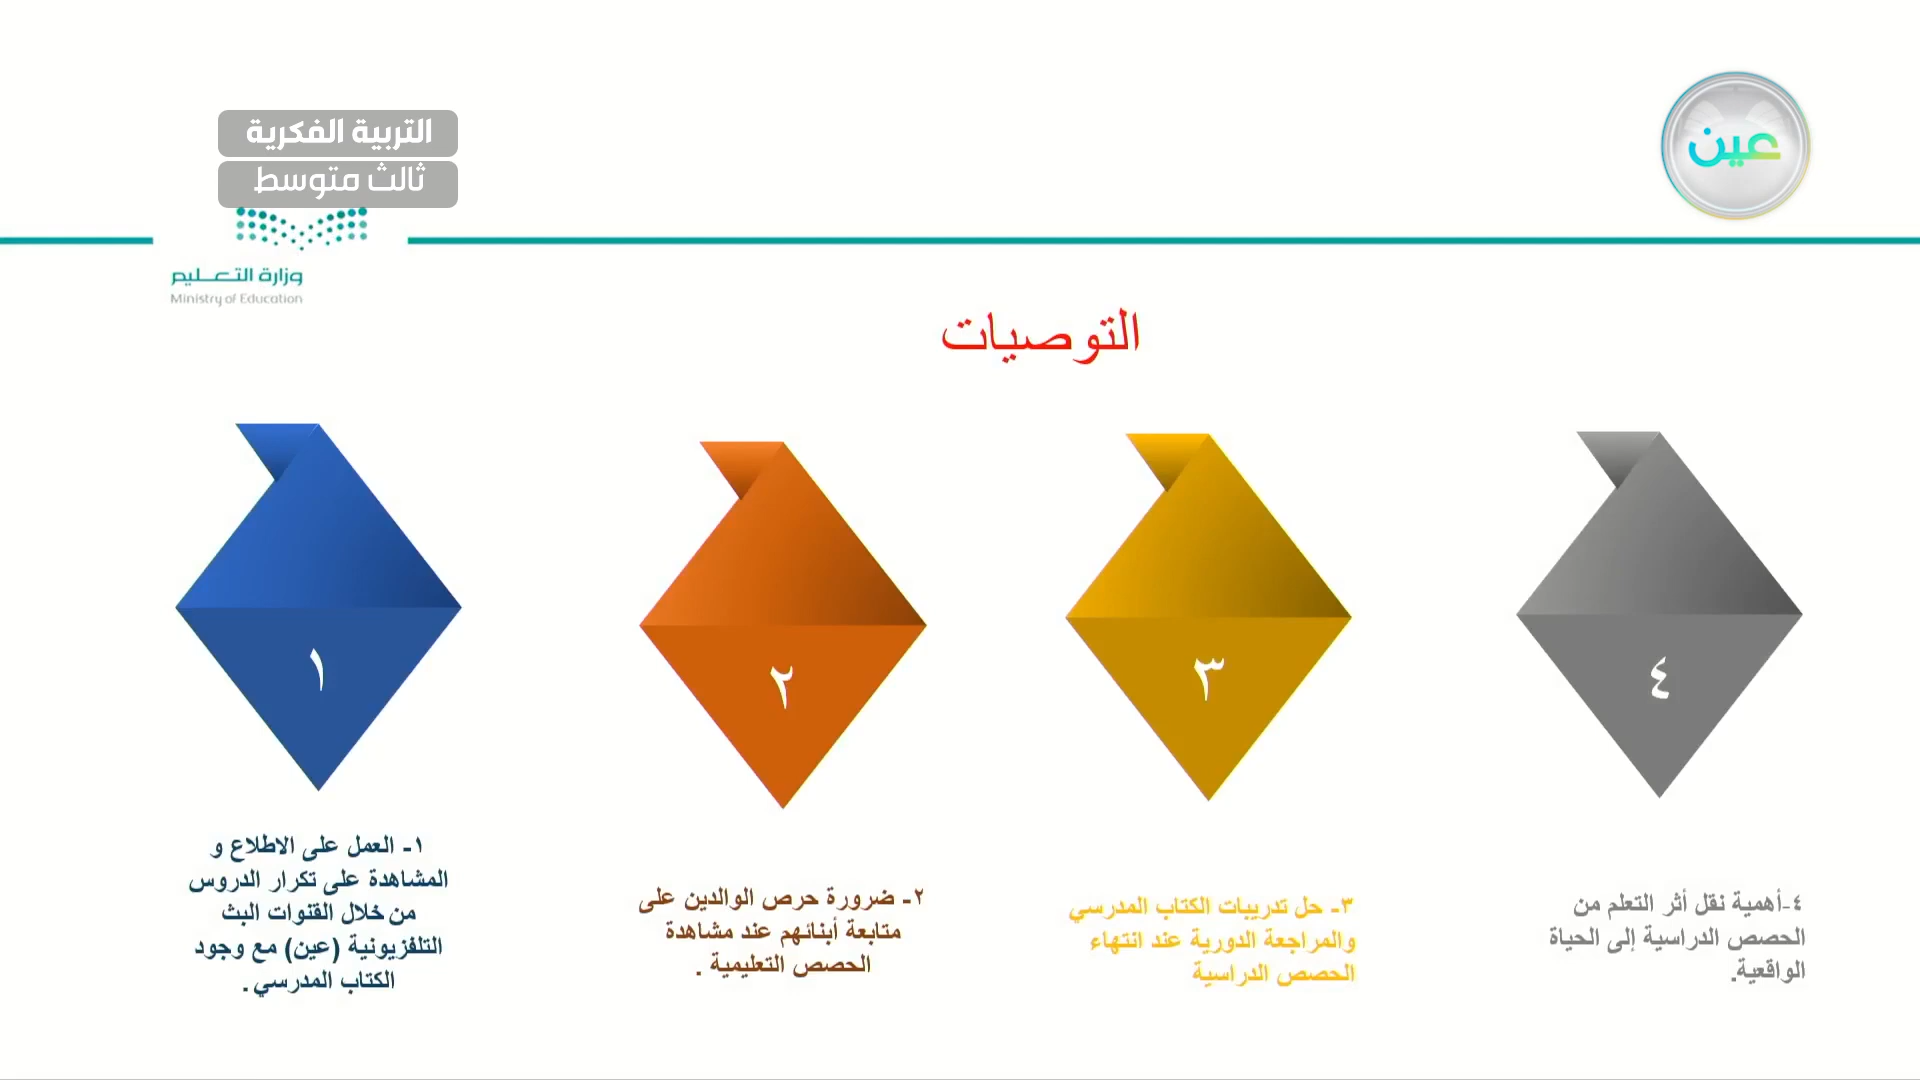 التربية الفكرية
ثالث متوسط
عين
وزارة التعليم
Ministry of Education
التوصيات
١
٢
٣
٤
١- العمل على الاطلاع و
المشاهدة على تكرار الدروس
من خلال القنوات البث
التلفزيونية (عين) مع وجود
الكتاب المدرسي .
٢- ضرورة حرص الوالدين على
متابعة أبنائهم عند مشاهدة
الحصص التعليمية .
٣- حل تدريبات الكتاب المدرسي
والمراجعة الدورية عند انتهاء
الحصص الدراسية
٤-أهمية نقل أثر التعلم من
الحصص الدراسية إلى الحياة
الواقعية.